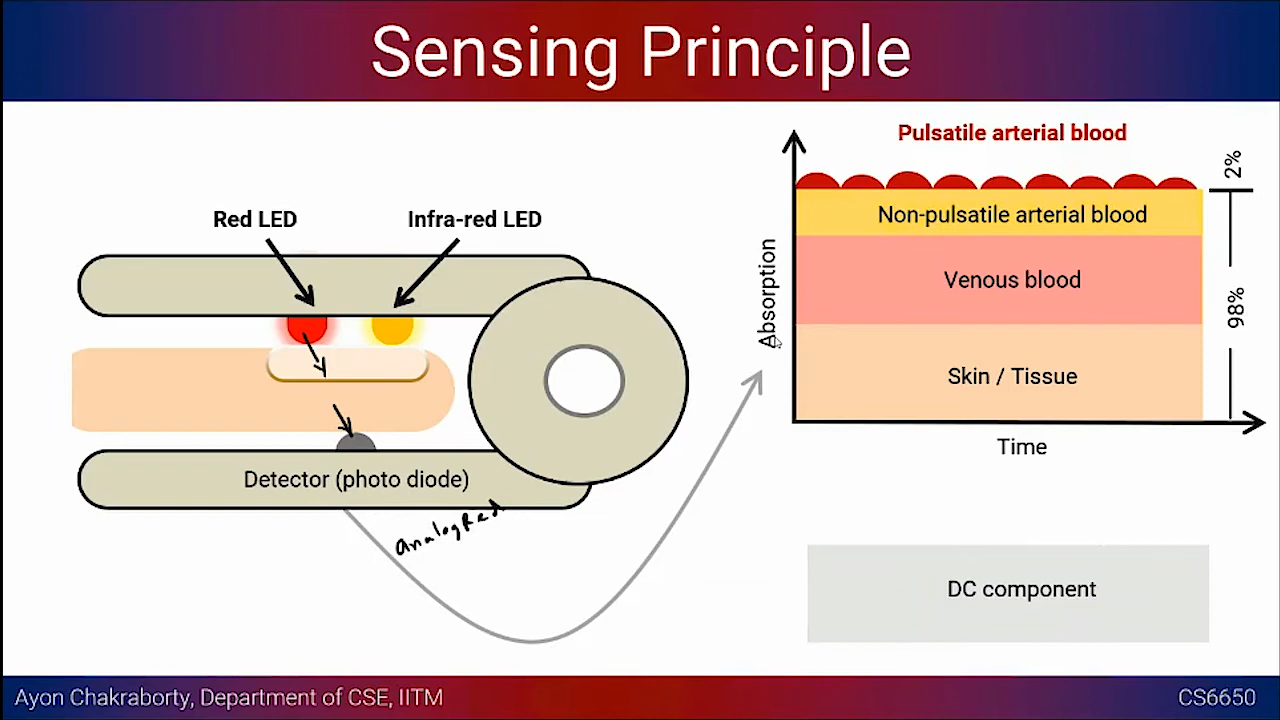 Sensing Principle
Red LED
Infra-red LED
Detector (photo diode)
AnalogRed
Pulsatile arterial blood
2%
Non-pulsatile arterial blood
Venous blood
Skin / Tissue
98%
Absorption
Time
DC component
Ayon Chakraborty, Department of CSE, IITM
CS6650